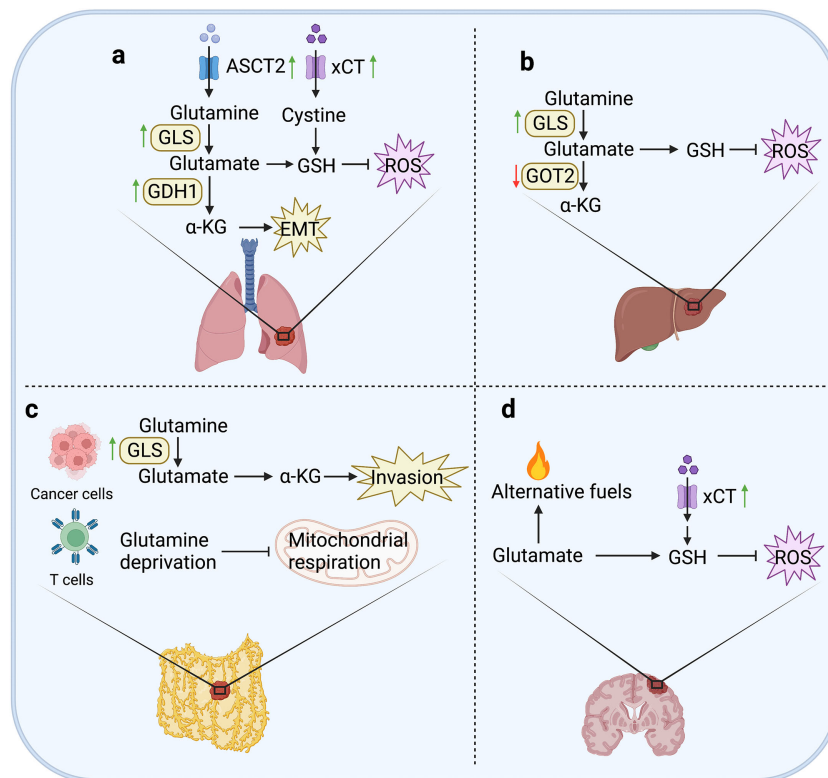 a
ASCT2
xCT
Glutamine
Cystine
GLS
Glutamate
GSH
ROS
GDH1
α-KG
EMT
b
Glutamine
GLS
Glutamate
GSH
ROS
GOT2
α-KG
c
Glutamine
GLS
Glutamate
α-KG
Invasion
Cancer cells
Glutamine
deprivation
Mitochondrial
respiration
T cells
d
Alternative fuels
xCT
Glutamate
GSH
ROS